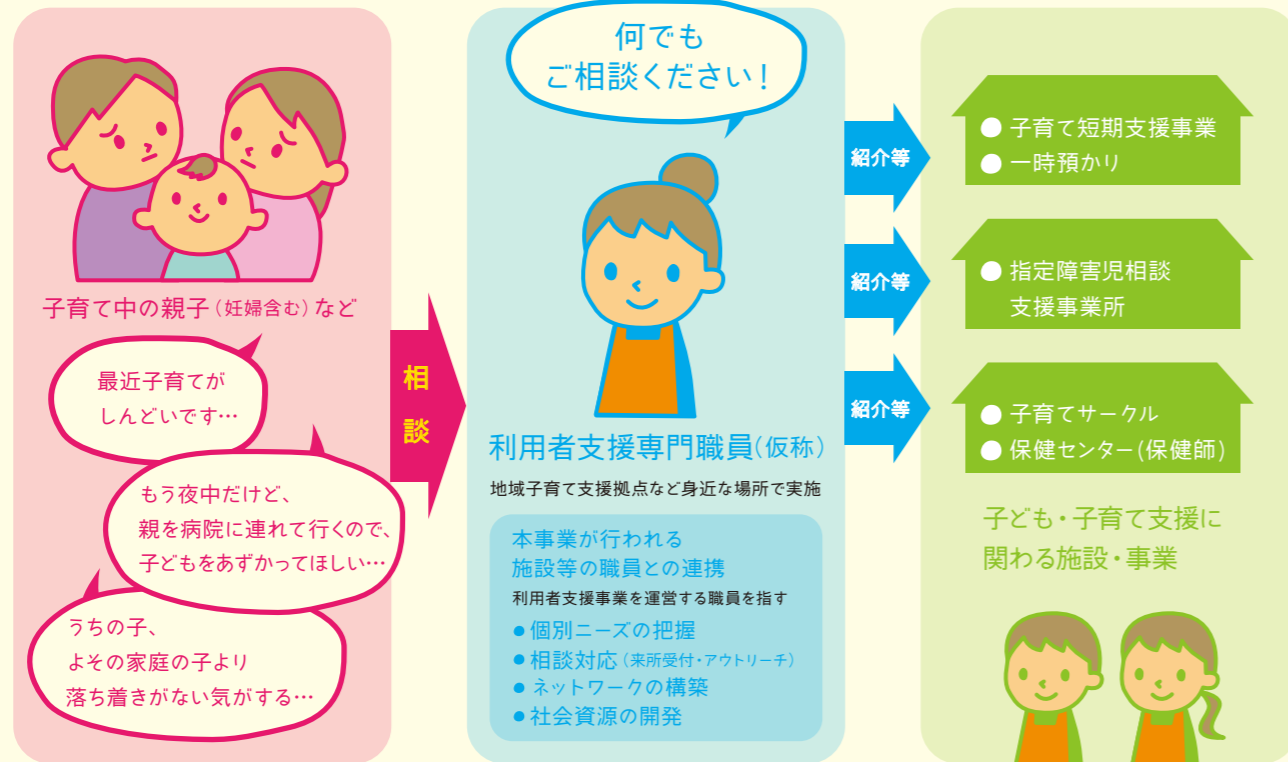 子育て中の親子(妊婦含む)など
最近子育てが
しんどいです…
もう夜中だけど、
親を病院に連れて行くので、
子どもをあずかってほしい…
うちの子、
よその家庭の子より
落ち着きがない気がする…
相
談
何でも
ご相談ください!
利用者支援専門職員(仮称)
地域子育て支援拠点など身近な場所で実施
本事業が行われる
施設等の職員との連携
利用者支援事業を運営する職員を指す
●個別ニーズの把握
●相談対応(来所受付・アウトリーチ)
●ネットワークの構築
●社会資源の開発
紹介等
紹介等
紹介等
● 子育て短期支援事業
● 一時預かり
● 指定障害児相談
支援事業所
● 子育てサークル
● 保健センター(保健師)
子ども・子育て支援に
関わる施設・事業